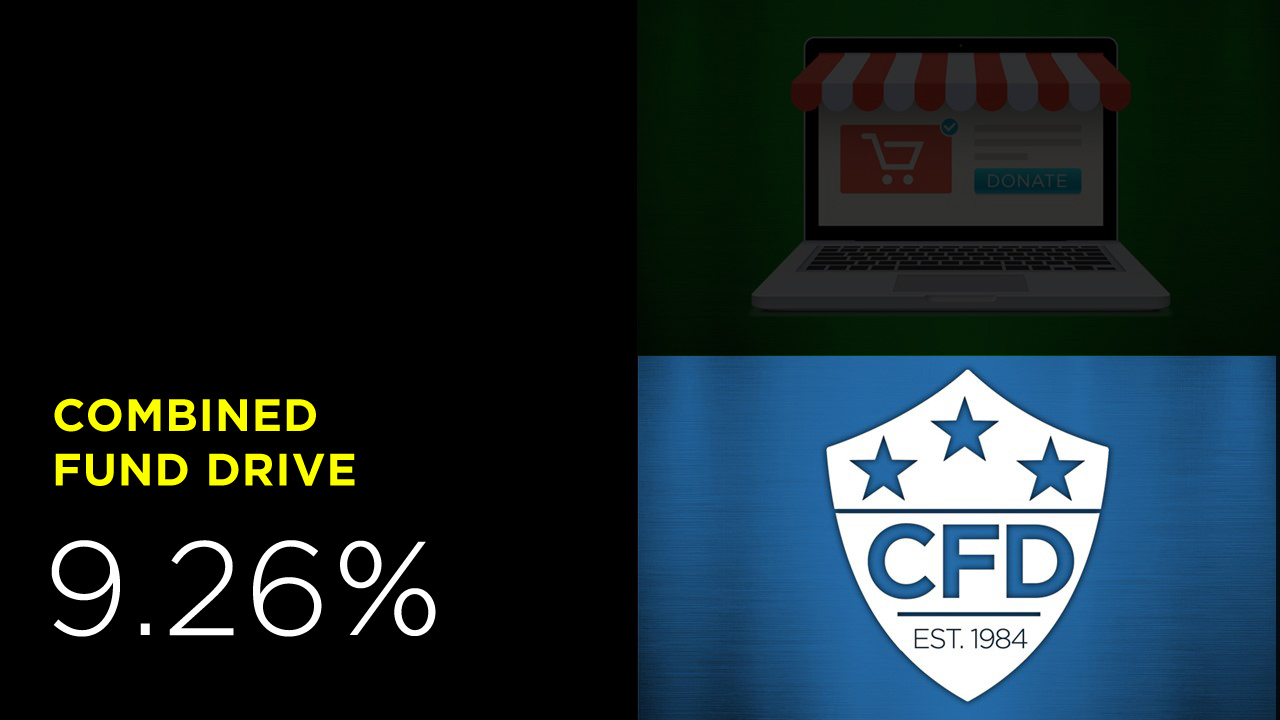 COMBINED
FUND DRIVE
9.26%
DONATE
CFD
EST. 1984